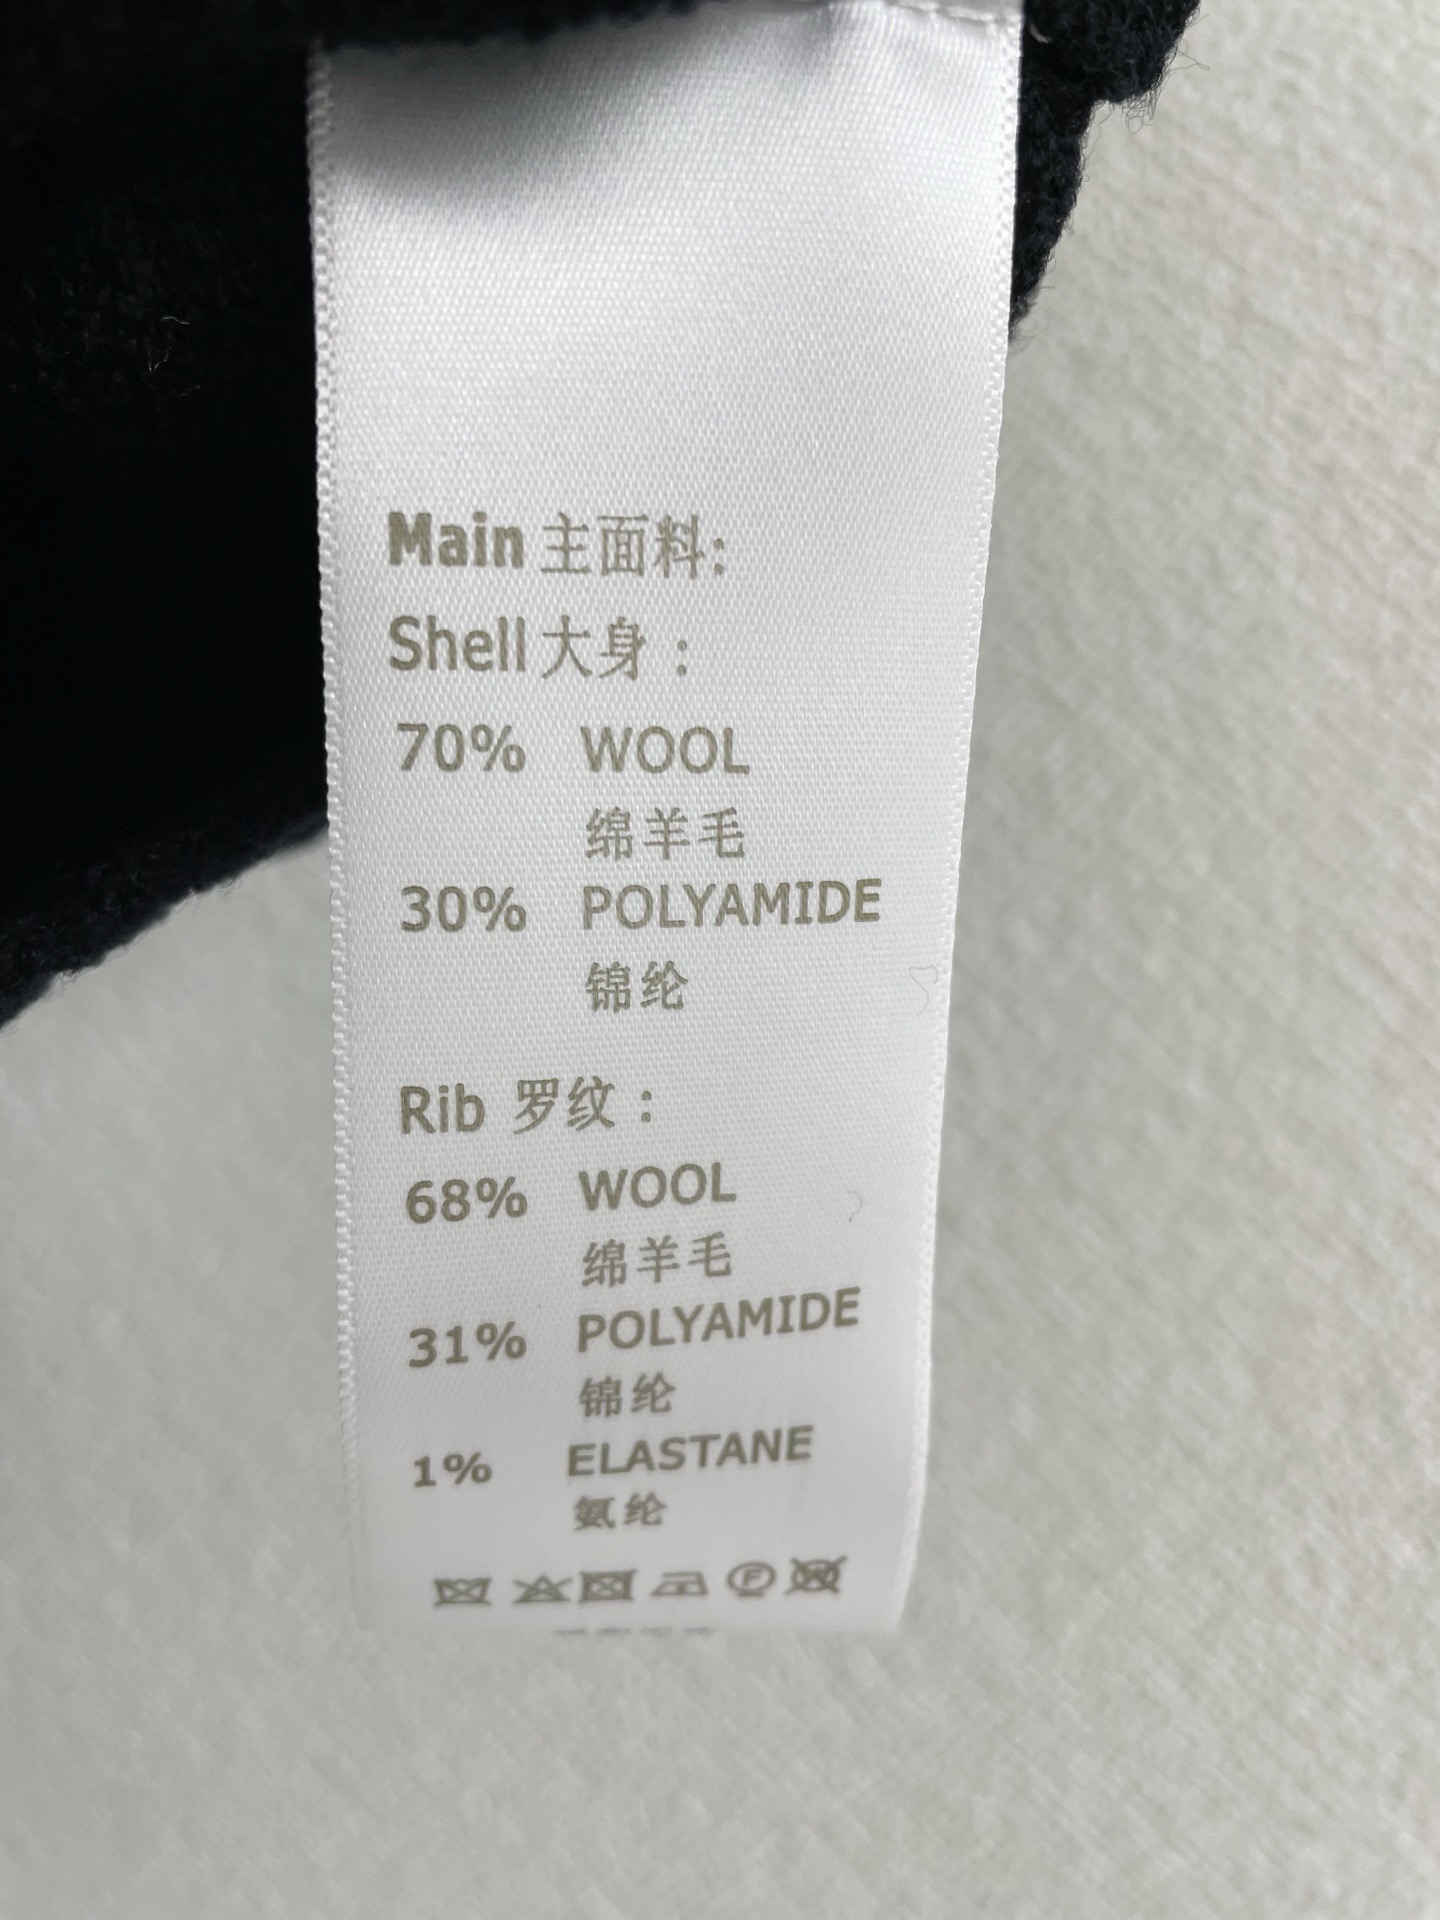 Main 主面料:
Shell 大身 :
70% WOOL
绵羊毛
30% POLYAMIDE
锦纶
Rib 罗纹 :
68% WOOL
绵羊毛
31% POLYAMIDE
锦纶
1% ELASTANE
氨纶
F W